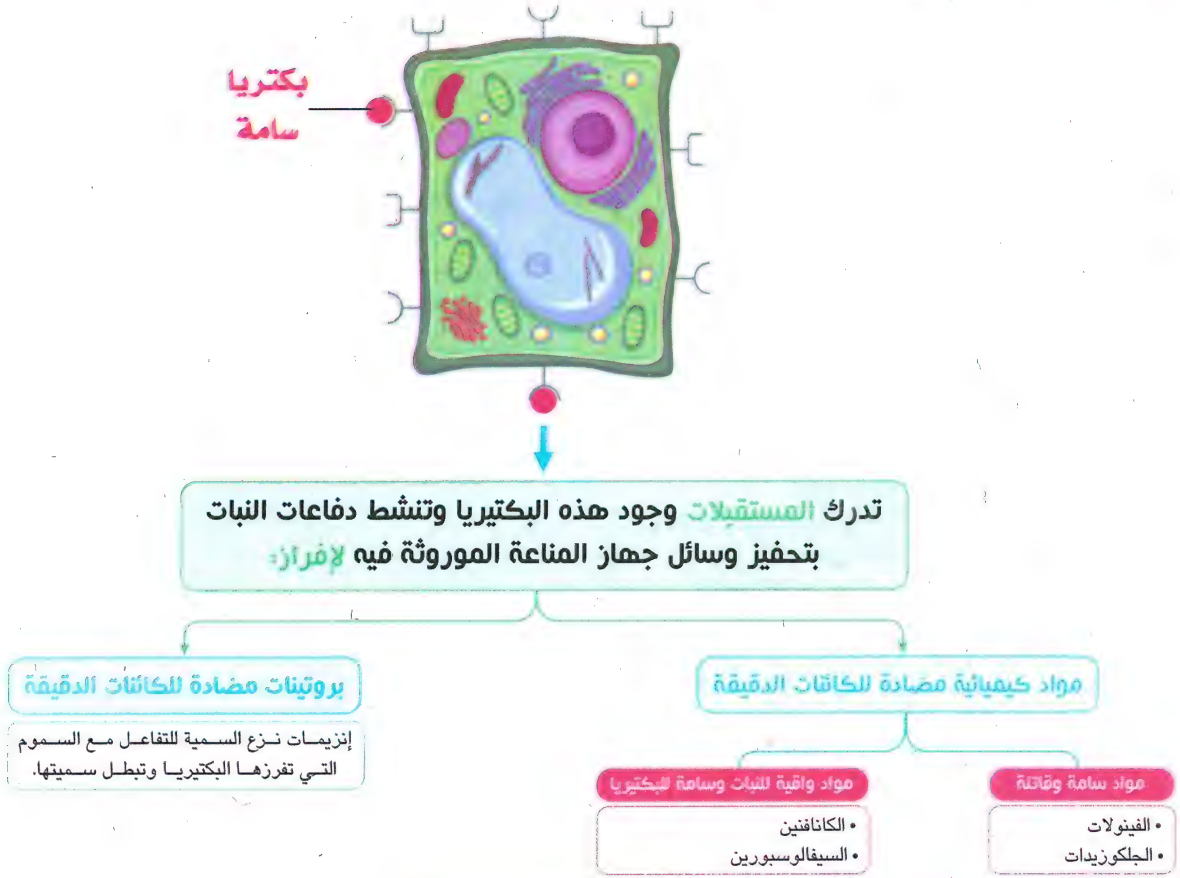 بكتريا
سامة
تدرك المستقبلات وجود هذه البكتيريا وتنشط دفاعات النبات
بتحفيز وسائل جهاز المناعة الموروثة فيه لإفراز:
مواد كيميائية مضادة للكائنات الدقيقة
مواد سامة وقاتلة
• الفينولات
• الجلكوزيدات
مواد واقية للنبات وسامة للبكتيريا
• الكانافنين
• السيفالوسبورين
بروتينات مضادة للكائنات الدقيقة
إنزيمات نزع السمية للتفاعل مع السموم
التي تفرزها البكتيريا وتبطل سميتها.